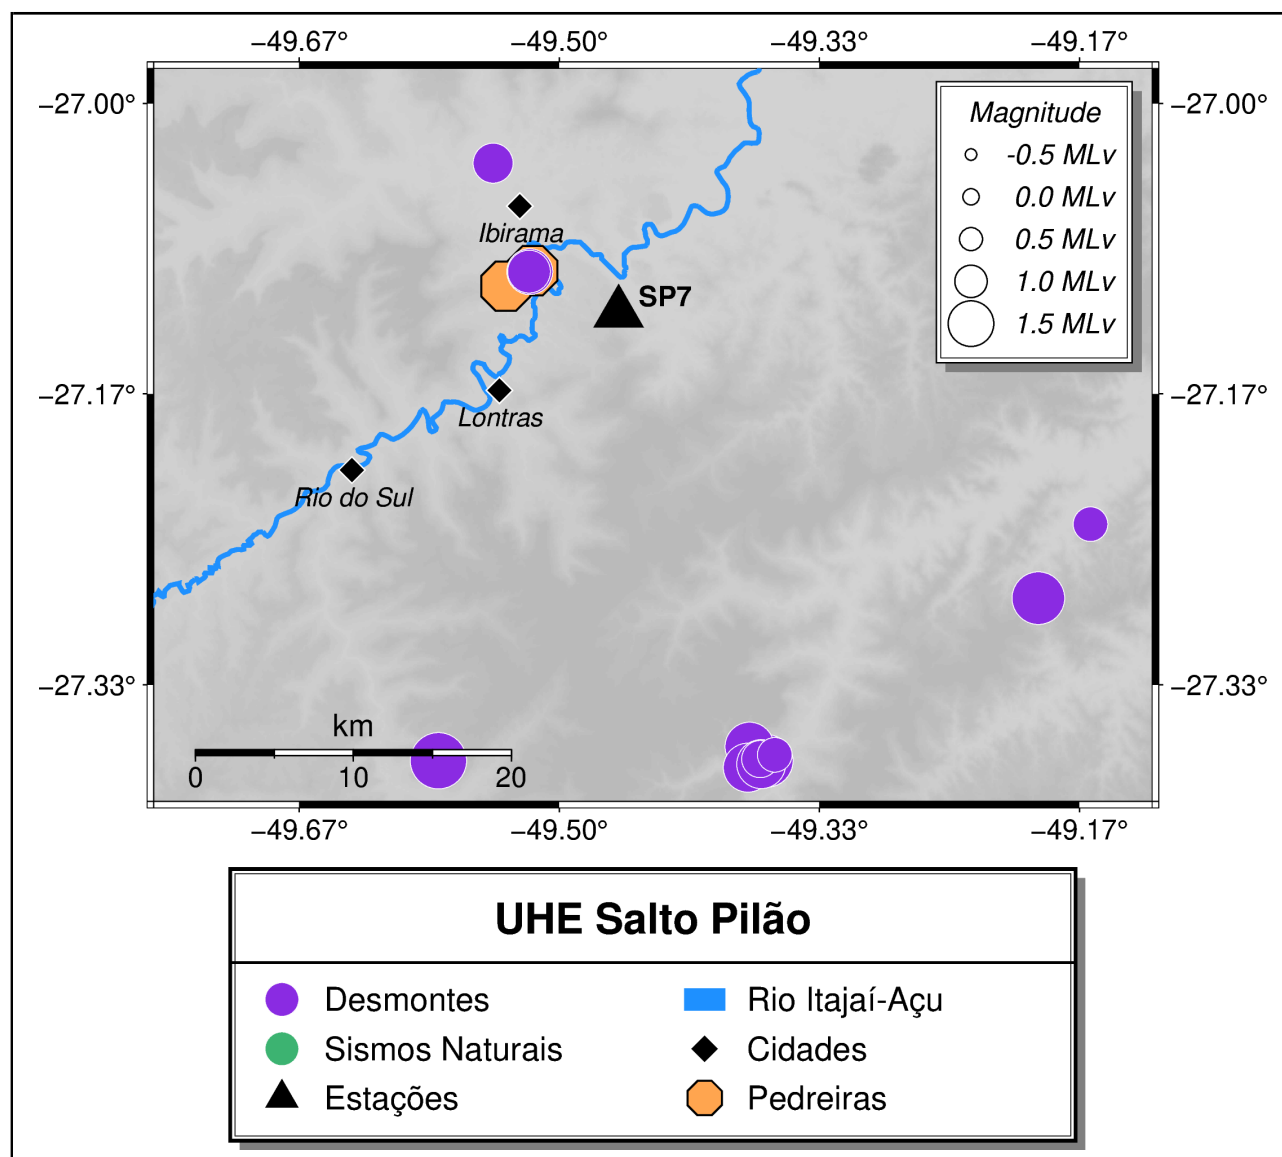 −49.67° −49.50° −49.33° −49.17°
−27.00° −27.00°
Magnitude
-0.5 MLv
0.0 MLv
0.5 MLv
1.0 MLv
1.5 MLv
Ibirama
SP7
−27.17° −27.17°
Lontras
Rio do Sul
−27.33° −27.33°
km
0 10 20
−49.67° −49.50° −49.33° −49.17°
UHE Salto Pilão
Desmontes Rio Itajaí-Açu
Sismos Naturais Cidades
Estações Pedreiras